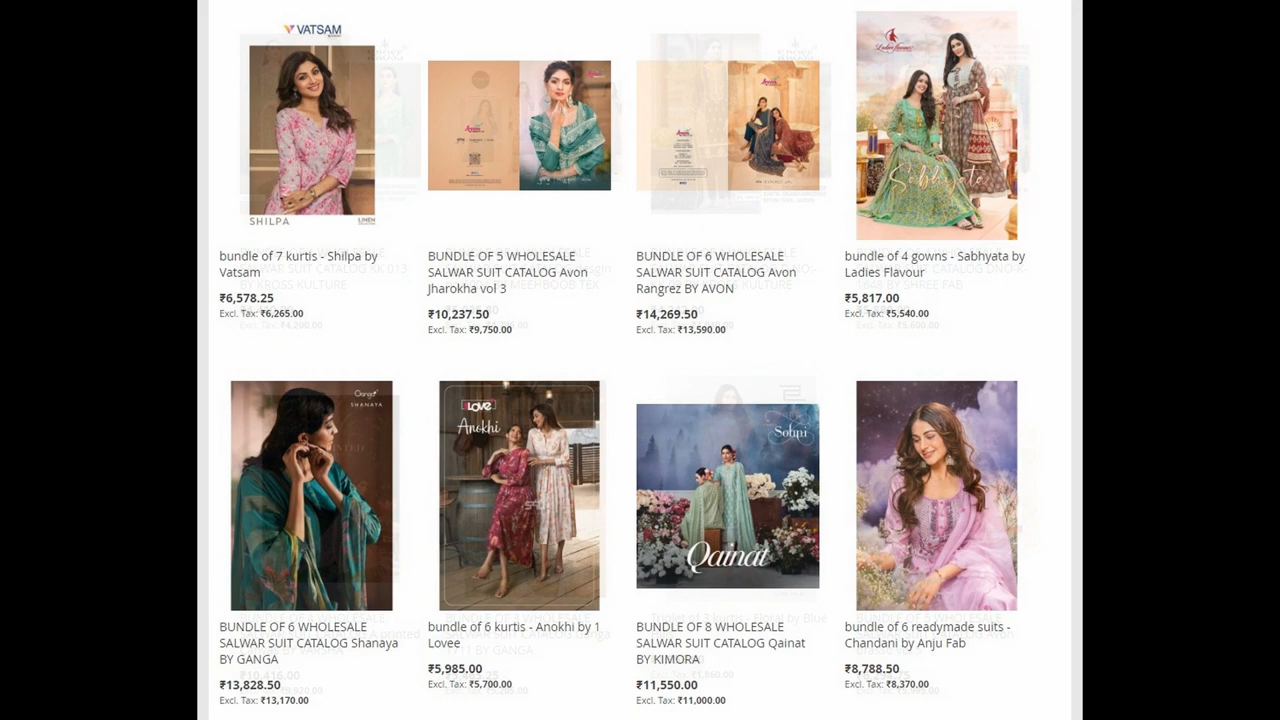 VATSAM
SHILPA
LINEN
Ladies Flavour
Sabhyata
bundle of 7 kurtis - Shilpa by
Vatsam
₹6,578.25
Excl. Tax: ₹6,265.00
BUNDLE OF 5 WHOLESALE
SALWAR SUIT CATALOG Avon
Jharokha vol 3
₹10,237.50
Excl. Tax: ₹9,750.00
BUNDLE OF 6 WHOLESALE
SALWAR SUIT CATALOG Avon
Rangrez BY AVON
₹14,269.50
Excl. Tax: ₹13,590.00
bundle of 4 gowns - Sabhyata by
Ladies Flavour
₹5,817.00
Excl. Tax: ₹5,540.00
Ganga
SHANAYA
LOVE
Anokhi
Sohni
Qainat
BUNDLE OF 6 WHOLESALE
SALWAR SUIT CATALOG Shanaya
BY GANGA
₹13,828.50
Excl. Tax: ₹13,170.00
bundle of 6 kurtis - Anokhi by 1
Lovee
₹5,985.00
Excl. Tax: ₹5,700.00
BUNDLE OF 8 WHOLESALE
SALWAR SUIT CATALOG Qainat
BY KIMORA
₹11,550.00
Excl. Tax: ₹11,000.00
bundle of 6 readymade suits -
Chandani by Anju Fab
₹8,788.50
Excl. Tax: ₹8,370.00